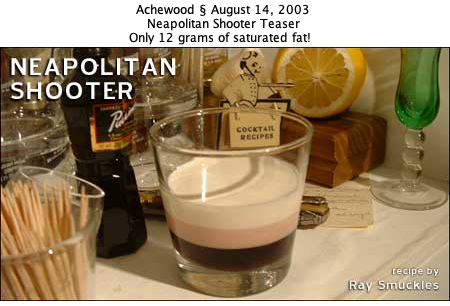 Achewood § August 14, 2003
Neapolitan Shooter Teaser
Only 12 grams of saturated fat!
NEAPOLITAN
SHOOTER
COCKTAIL
RECIPES
recipe by
Ray Smuckles